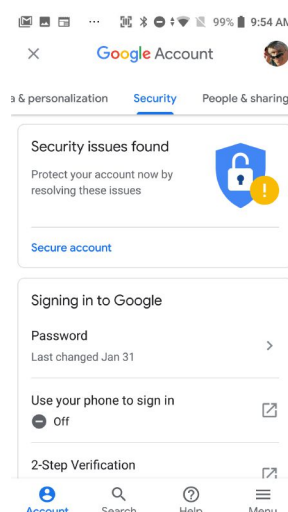 99% 9:54 AM
Google Account
a & personalization Security People & sharing
Security issues found
Protect your account now by
resolving these issues
Secure account
Signing in to Google
Password
Last changed Jan 31
Use your phone to sign in
Off
2-Step Verification
Account Search Help Menu